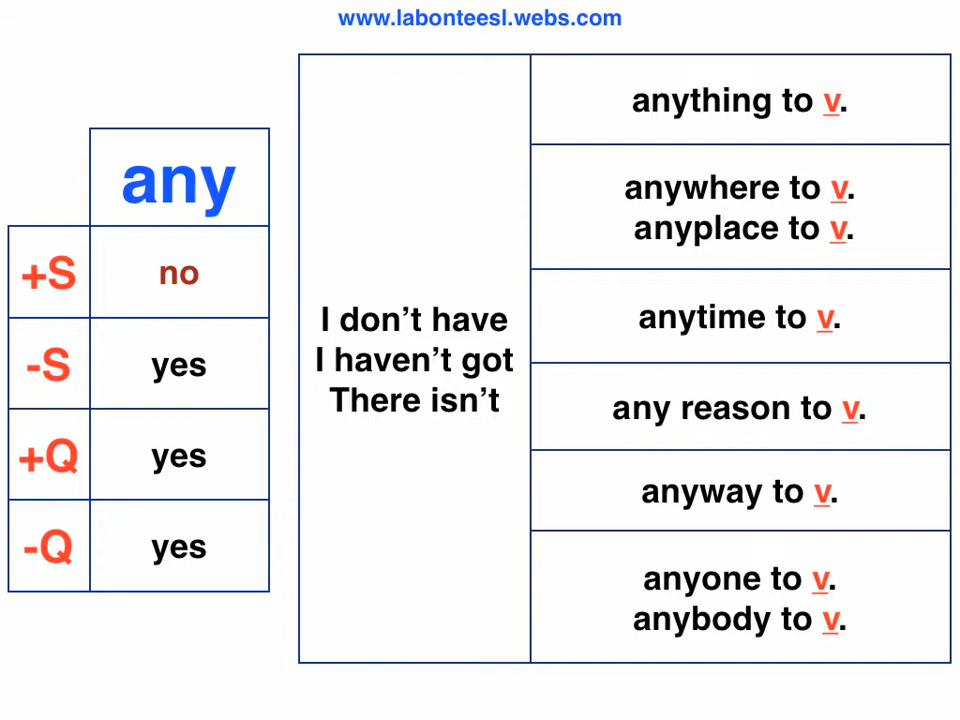 www.labonteesl.webs.com
any
+S no
-S yes
+Q yes
-Q yes
I don’t have
I haven’t got
There isn’t
anything to v.
anywhere to v.
anyplace to v.
anytime to v.
any reason to v.
anyway to v.
anyone to v.
anybody to v.